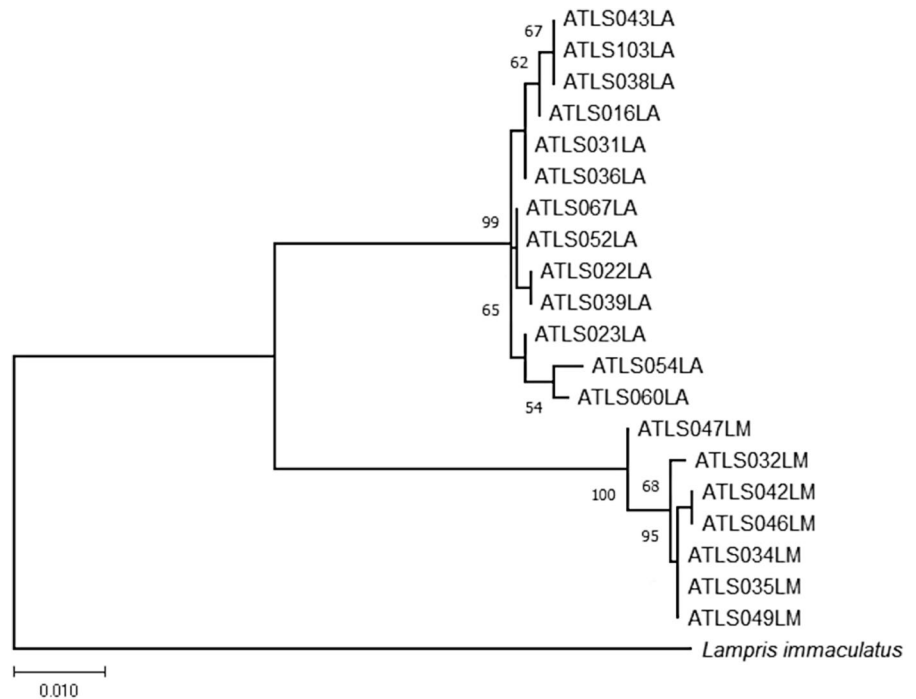 67
ATLS043LA
ATLS103LA
62
ATLS038LA
ATLS016LA
ATLS031LA
ATLS036LA
ATLS067LA
99
ATLS052LA
ATLS022LA
ATLS039LA
65
ATLS023LA
ATLS054LA
ATLS060LA
54
ATLS047LM
ATLS032LM
68
100
ATLS042LM
ATLS046LM
95
ATLS034LM
ATLS035LM
ATLS049LM
Lampris immaculatus
0.010